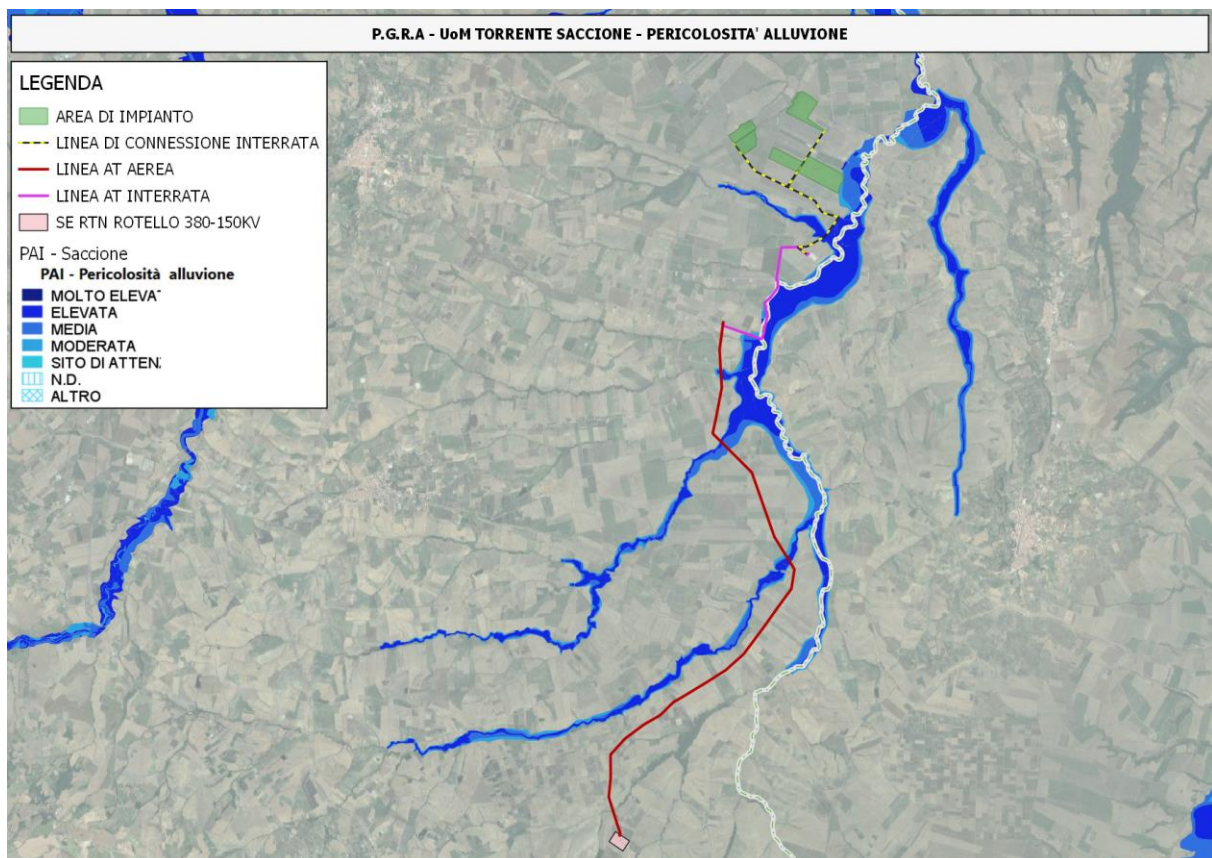 P.G.R.A - UoM TORRENTE SACCIONE - PERICOLOSITA' ALLUVIONE
LEGENDA
AREA DI IMPIANTO
LINEA DI CONNESSIONE INTERRATA
LINEA AT AEREA
LINEA AT INTERRATA
SE RTN ROTELLO 380-150KV
PAI - Saccione
PAI - Pericolosità alluvione
MOLTO ELEVAT
ELEVATA
MEDIA
MODERATA
SITO DI ATTEN
N.D.
ALTRO